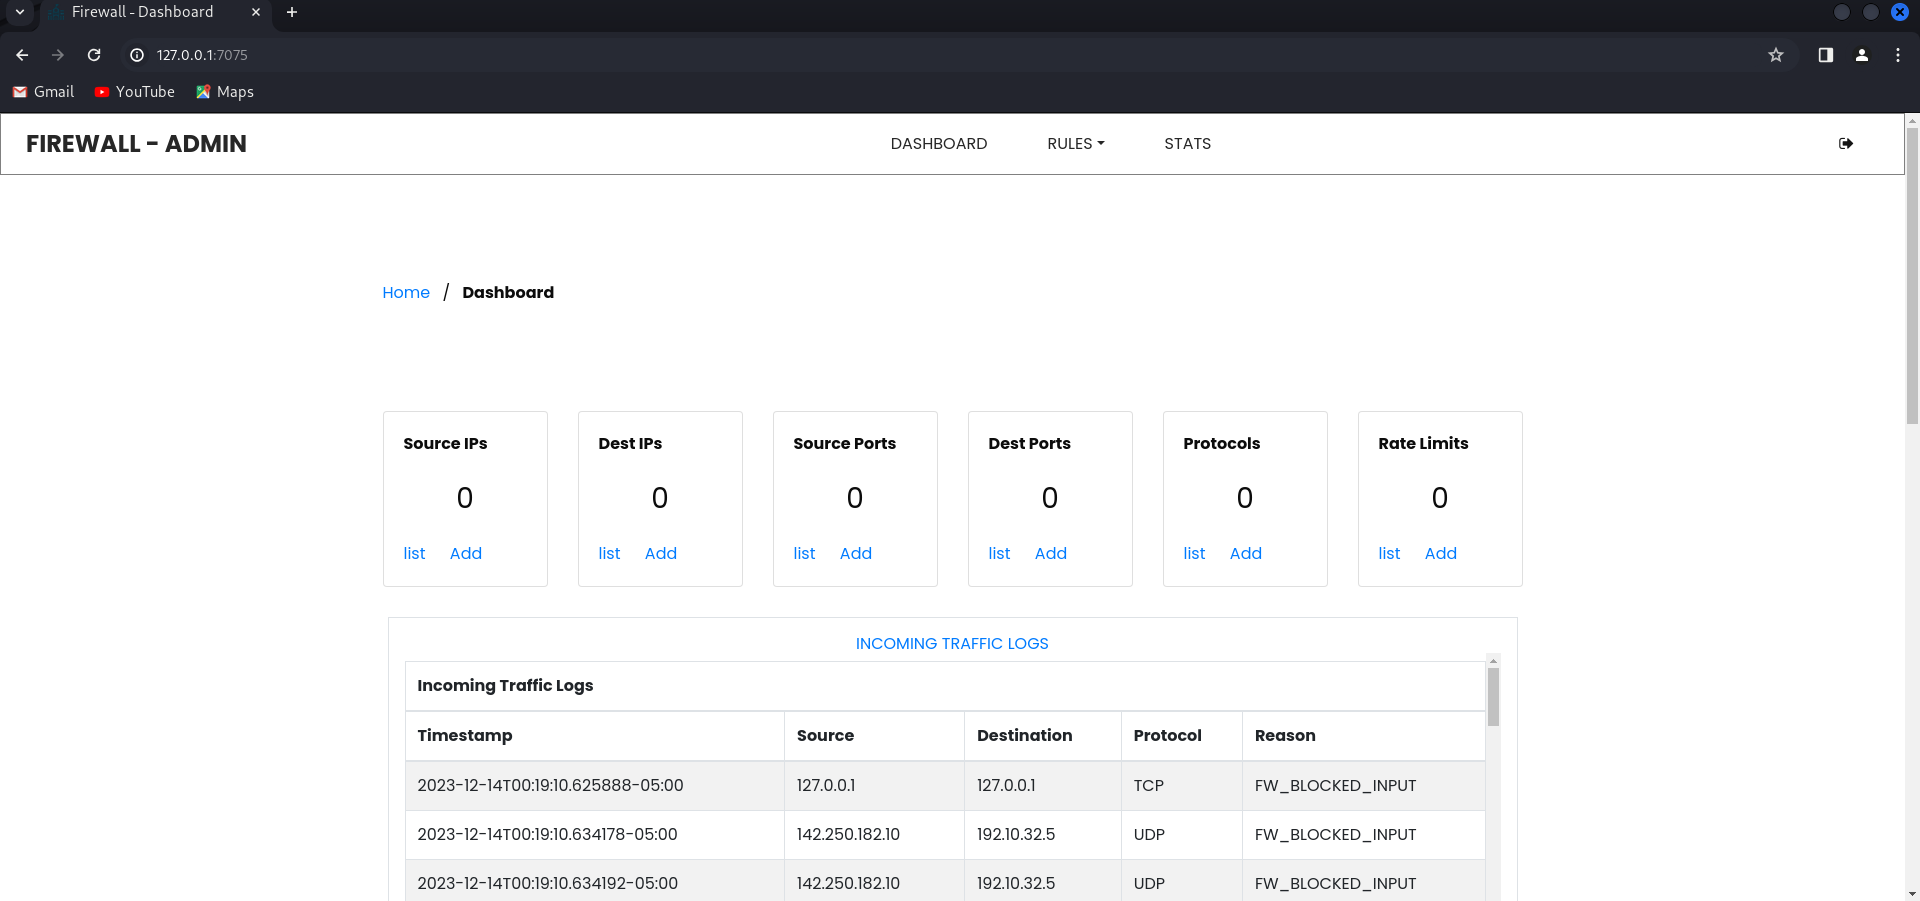 Firewall - Dashboard
127.0.0.1:7075
Gmail YouTube Maps
FIREWALL - ADMIN DASHBOARD RULES STATS
Home / Dashboard
Source IPs Dest IPs Source Ports Dest Ports Protocols Rate Limits
0 0 0 0 0 0
list Add list Add list Add list Add list Add list Add
INCOMING TRAFFIC LOGS
Incoming Traffic Logs
Timestamp Source Destination Protocol Reason
2023-12-14T00:19:10.625888-05:00 127.0.0.1 127.0.0.1 TCP FW_BLOCKED_INPUT
2023-12-14T00:19:10.634178-05:00 142.250.182.10 192.10.32.5 UDP FW_BLOCKED_INPUT
2023-12-14T00:19:10.634192-05:00 142.250.182.10 192.10.32.5 UDP FW_BLOCKED_INPUT